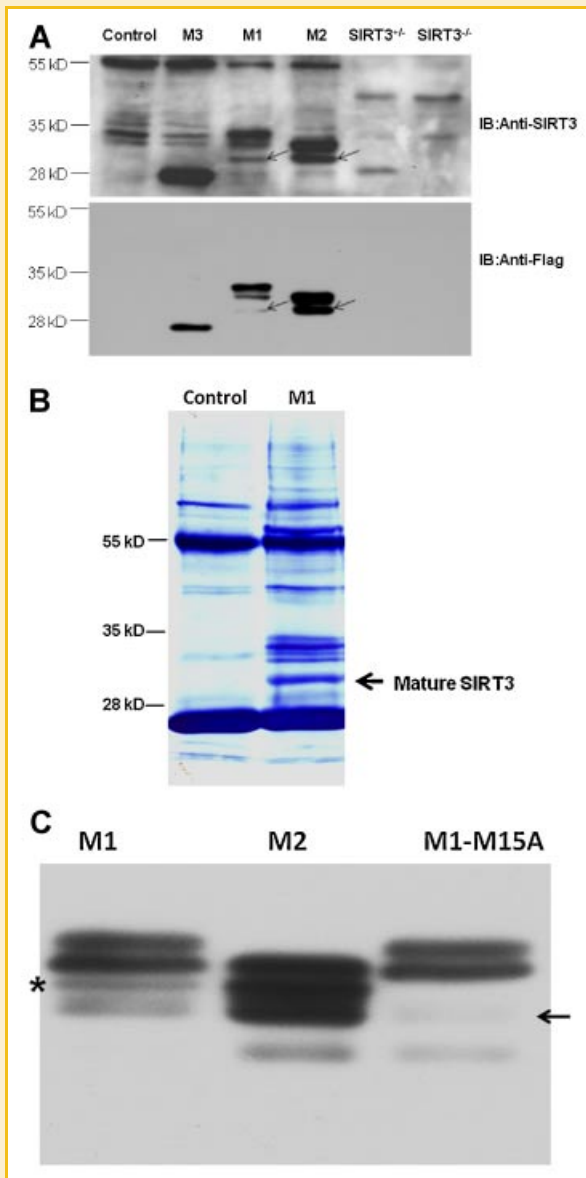 A
Control M3 M1 M2 SIRT3+/- SIRT3-/-
55 kD
35 kD
28 kD
IB:Anti-SIRT3
55 kD
35 kD
28 kD
IB:Anti-Flag
B
Control M1
55 kD
35 kD
28 kD
Mature SIRT3
C
M1 M2 M1-M15A
*